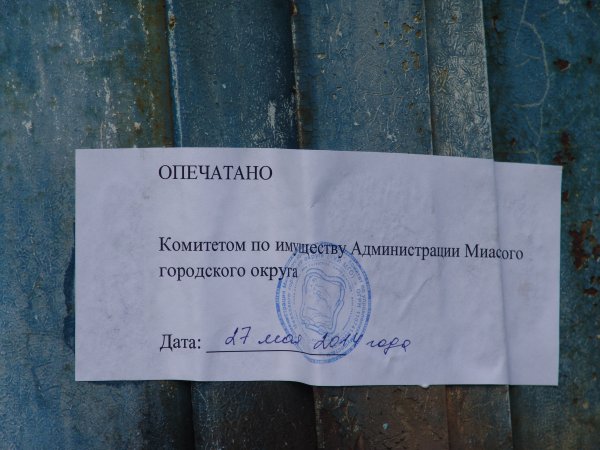 ОПЕЧАТАНО
Комитетом по имуществу Администрации Миасого
городского округа
Дата: 27 мая 2014 года